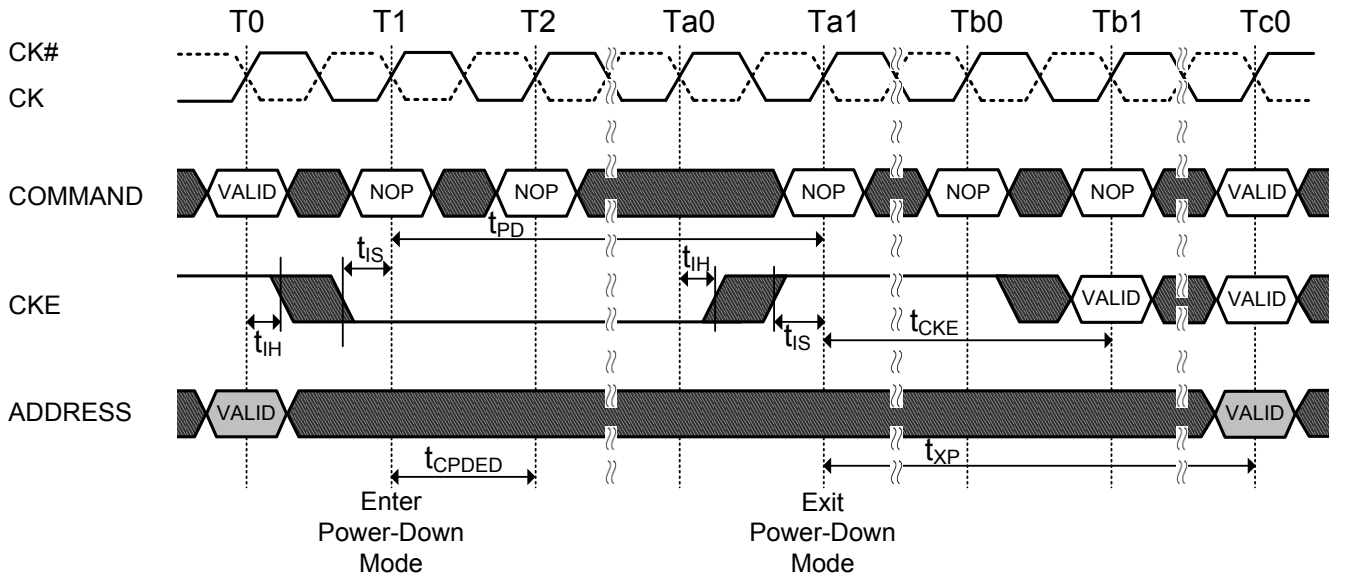 T0 T1 T2 Ta0 Ta1 Tb0 Tb1 Tc0
CK#
CK
COMMAND VALID NOP NOP NOP NOP NOP VALID
tPD
tIS tIH
CKE VALID VALID
tIH tIS tCKE
ADDRESS VALID VALID
tCPDED tXP
Enter Exit
Power-Down Power-Down
Mode Mode